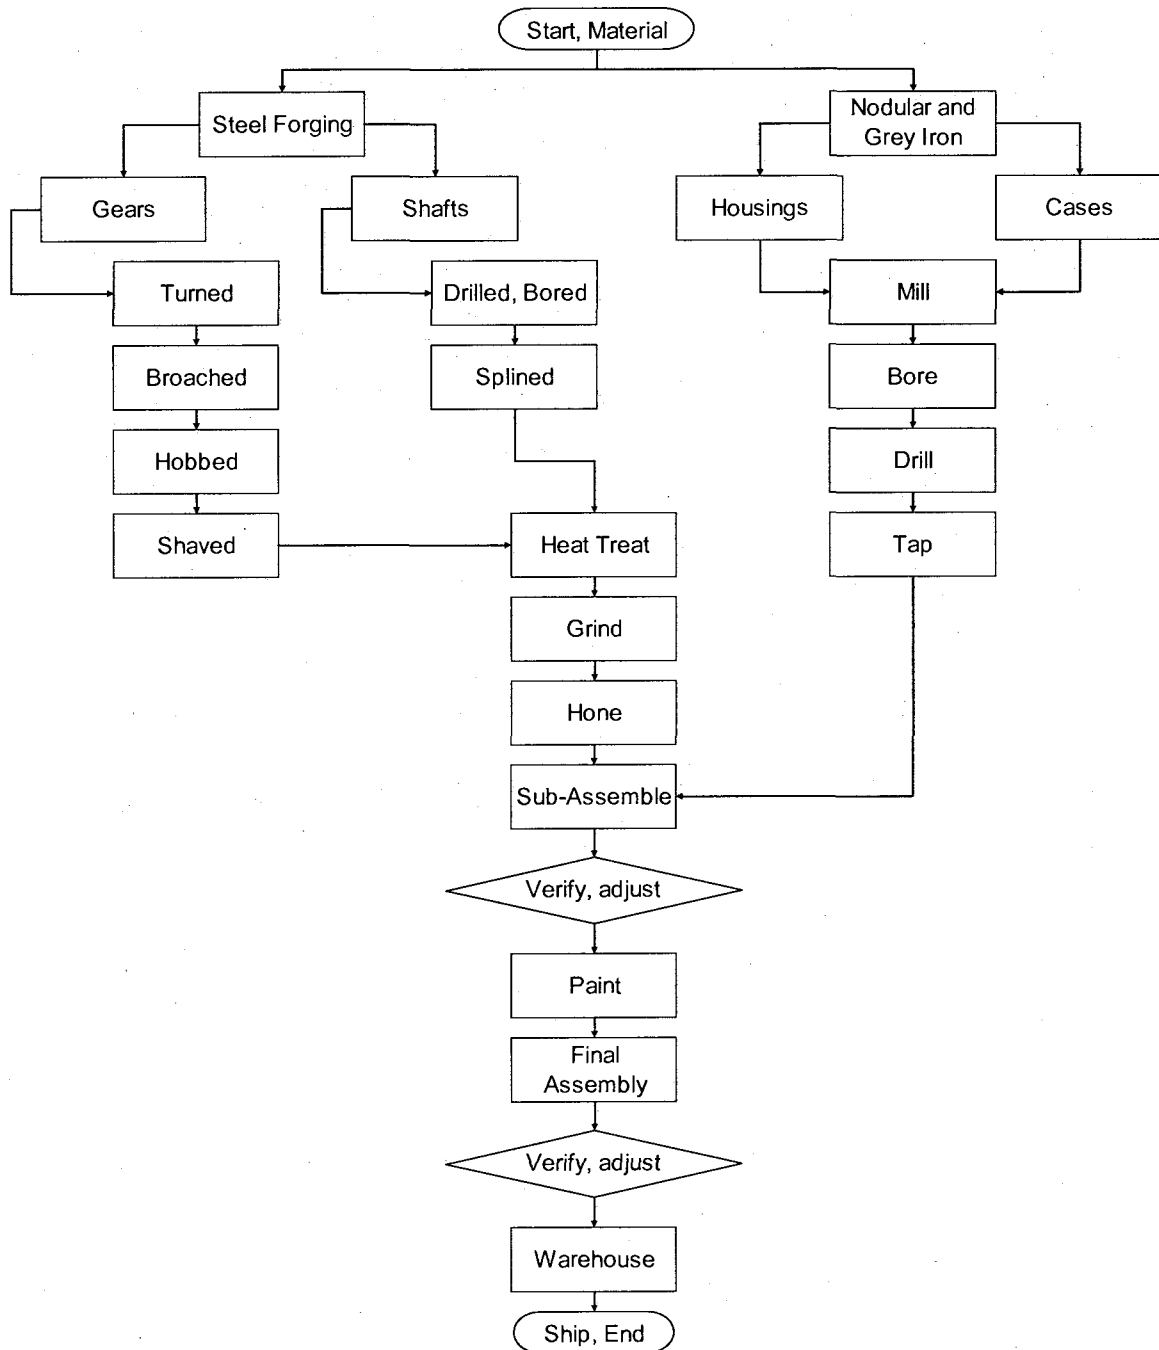 Start, Material
Steel Forging
Nodular and
Grey Iron
Gears
Shafts
Housings
Cases
Turned
Drilled, Bored
Mill
Broached
Splined
Bore
Hobbed
Drill
Shaved
Heat Treat
Tap
Grind
Hone
Sub-Assemble
Verify, adjust
Paint
Final
Assembly
Verify, adjust
Warehouse
Ship, End